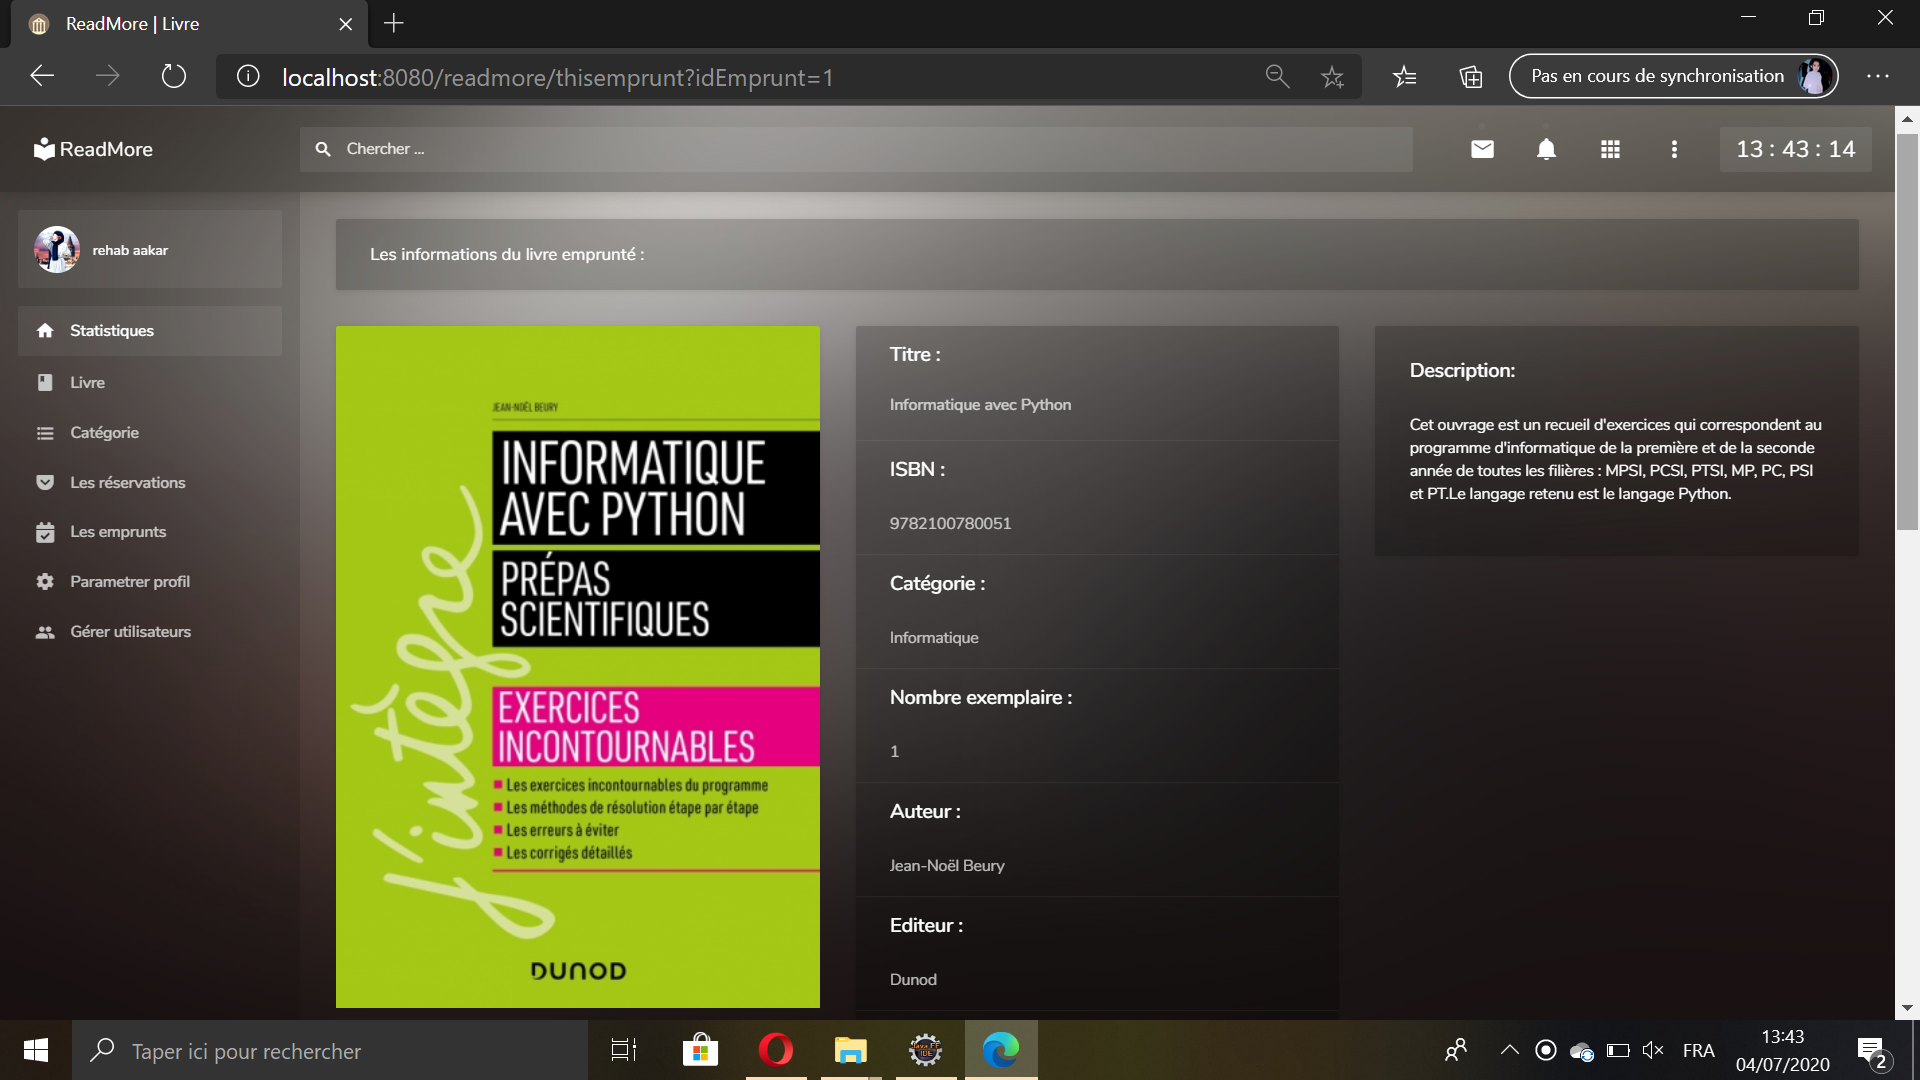 ReadMore | Livre
localhost:8080/readmore/thisemprunt?idEmprunt=1
Pas en cours de synchronisation
ReadMore
Chercher ...
13 : 43 : 14
rehab aakar
Statistiques
Livre
Catégorie
Les réservations
Les emprunts
Parametrer profil
Gérer utilisateurs
Les informations du livre emprunté :
JEAN-NOËL BEURY
INFORMATIQUE
AVEC PYTHON
PRÉPAS
SCIENTIFIQUES
j'intègre
EXERCICES
INCONTOURNABLES
Les exercices incontournables du programme
Les méthodes de résolution étape par étape
Les erreurs à éviter
Les corrigés détaillés
DUNOD
Titre :
Informatique avec Python
ISBN :
9782100780051
Catégorie :
Informatique
Nombre exemplaire :
1
Auteur :
Jean-Noël Beury
Editeur :
Dunod
Description:
Cet ouvrage est un recueil d'exercices qui correspondent au
programme d'informatique de la première et de la seconde
année de toutes les filières : MPSI, PCSI, PTSI, MP, PC, PSI
et PT.Le langage retenu est le langage Python.
Taper ici pour rechercher
Java EE
IDE
FRA
13:43
04/07/2020
2